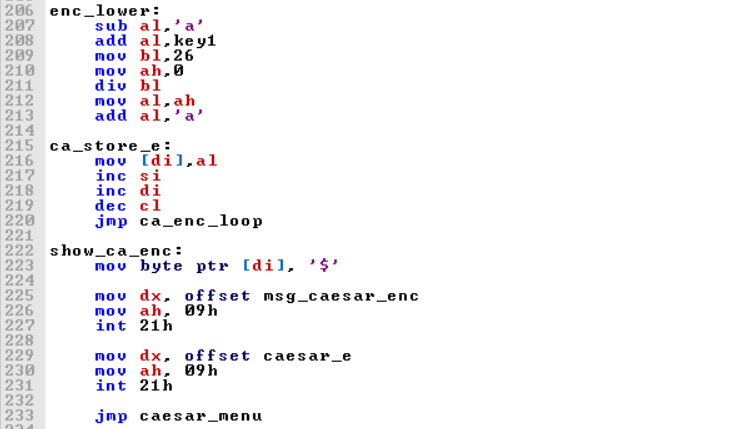 206 enc_lower:
207     sub al,'a'
208     add al,key1
209     mov bl,26
210     mov ah,0
211     div bl
212     mov al,ah
213     add al,'a'
214
215 ca_store_e:
216     mov [di],al
217     inc si
218     inc di
219     dec cl
220     jmp ca_enc_loop
221
222 show_ca_enc:
223     mov byte ptr [di], '$'
224
225     mov dx, offset msg_caesar_enc
226     mov ah, 09h
227     int 21h
228
229     mov dx, offset caesar_e
230     mov ah, 09h
231     int 21h
232
233     jmp caesar_menu